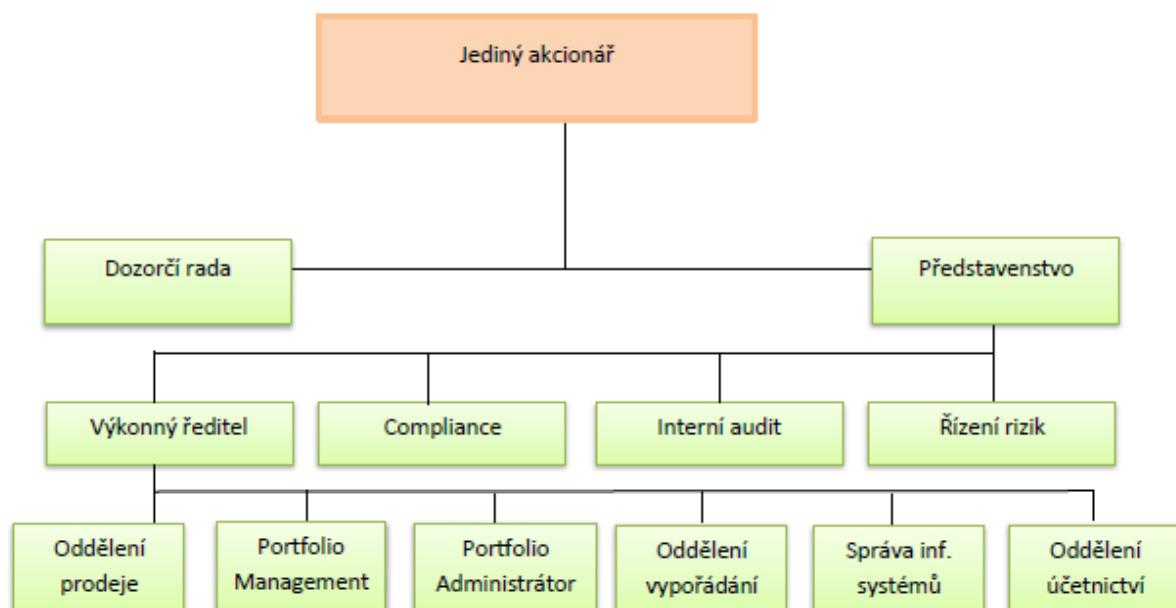 Jediný akcionář
Dozorčí rada
Představenstvo
Výkonný ředitel
Compliance
Interní audit
Řízení rizik
Oddělení
prodeje
Portfolio
Management
Portfolio
Administrátor
Oddělení
vypořádání
Správa inf.
systémů
Oddělení
účetnictví